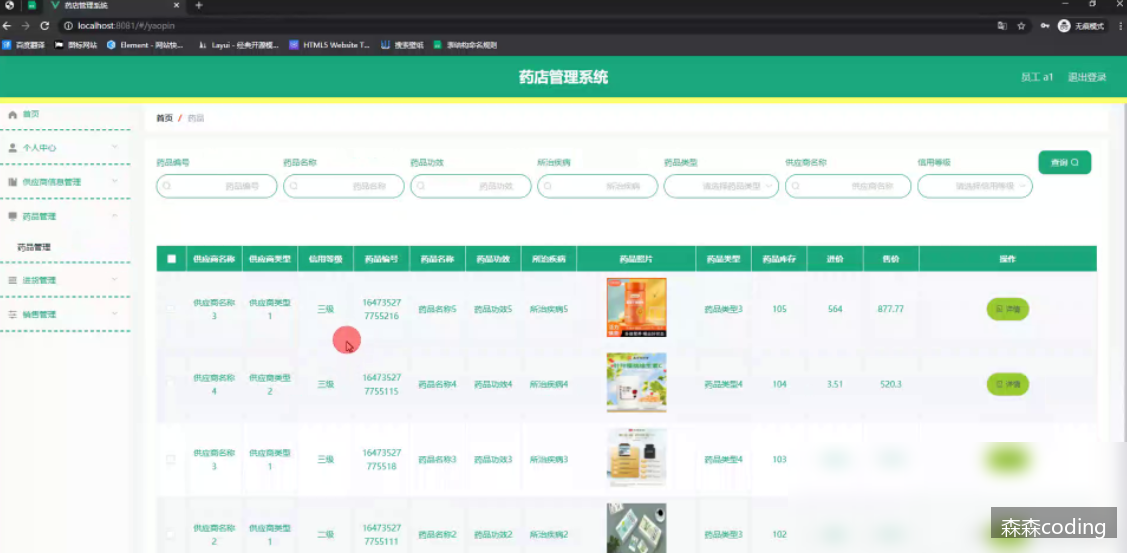 药店管理系统
localhost:8081/#/yaopin
无痕模式
百度翻译
图标网站
Element - 网站快...
Layui - 经典开源模...
HTML5 Website T...
搜索壁纸
驱动构命名规则
药店管理系统
员工 a1
退出登录
首页
个人中心
供应商信息管理
药品管理
药品管理
进货管理
销售管理
首页 / 药品
药品编号
药品名称
药品功效
所治疾病
药品类型
供应商名称
信用等级
药品编号
药品名称
药品功效
所治疾病
请选择药品类型
供应商名称
请选择信用等级
查询
供应商名称
供应商类型
信用等级
药品编号
药品名称
药品功效
所治疾病
药品照片
药品类型
药品库存
进价
售价
操作
供应商名称
3
供应商类型
1
三级
16473527
7755216
药品名称5
药品功效5
所治疾病5
药品类型3
105
564
877.77
详情
供应商名称
4
供应商类型
2
三级
16473527
7755115
药品名称4
药品功效4
所治疾病4
药品类型4
104
3.51
520.3
详情
供应商名称
3
供应商类型
1
三级
16473527
775518
药品名称3
药品功效3
所治疾病3
药品类型4
103
供应商名称
2
供应商类型
1
二级
16473527
7755111
药品名称2
药品功效2
所治疾病2
药品类型3
102
森森coding